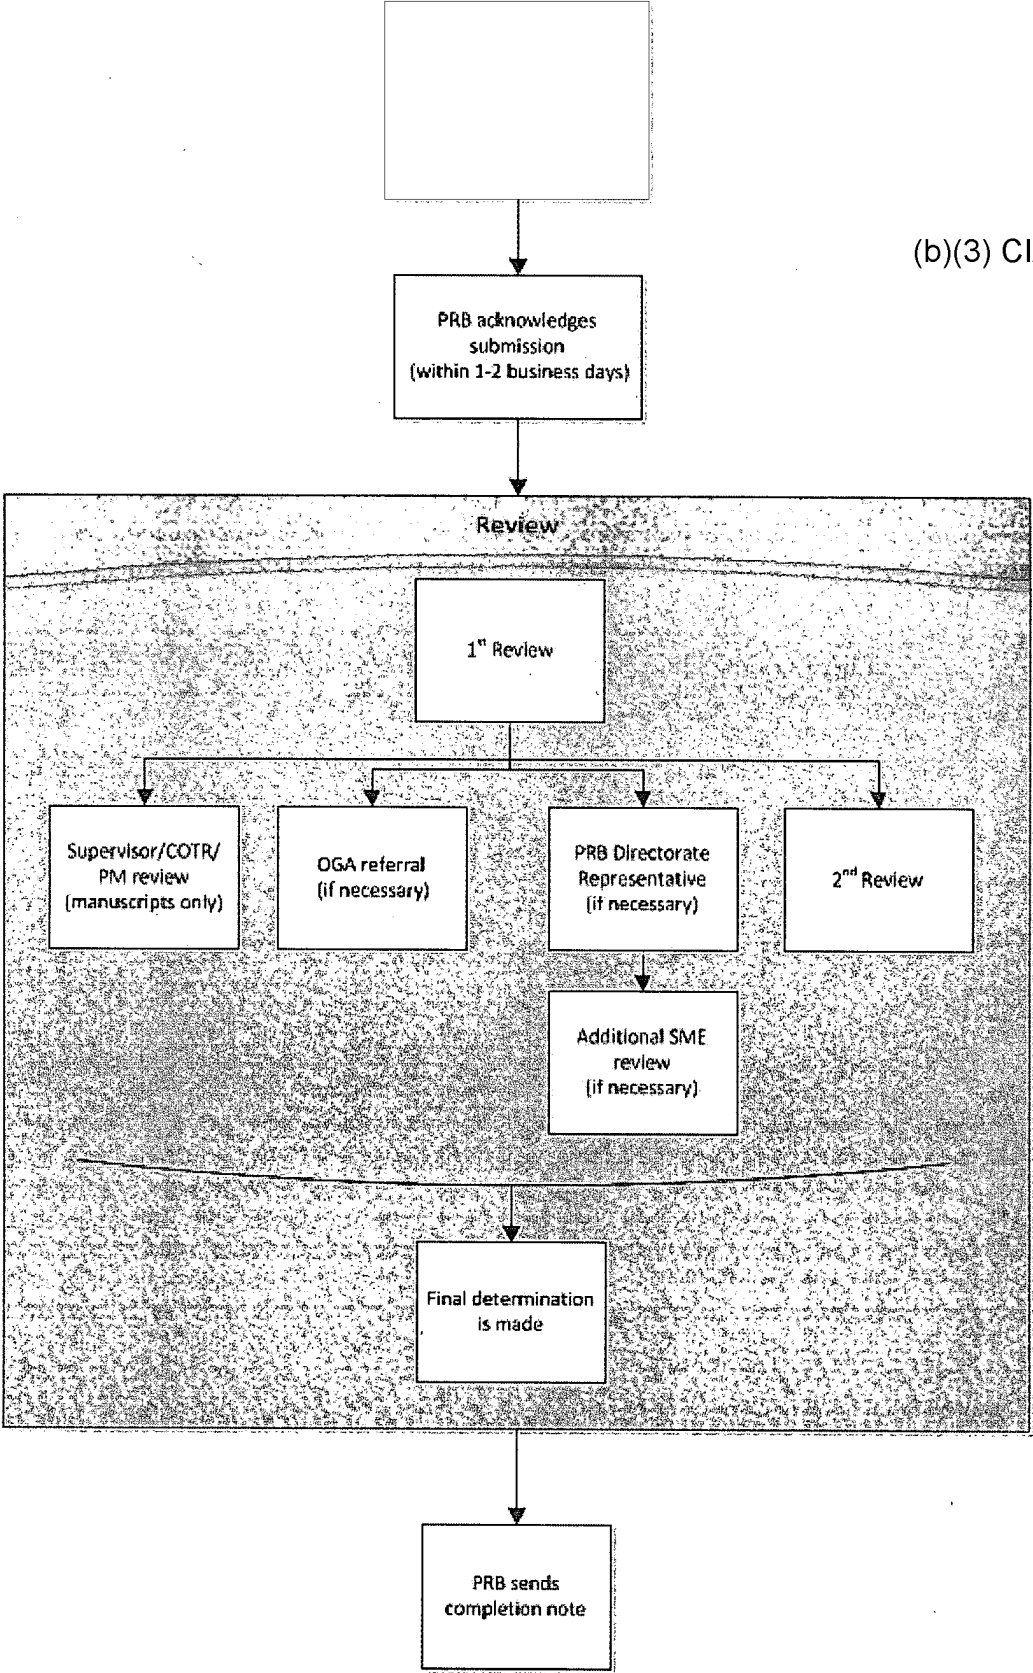 (b)(3) CI
PRB acknowledges
submission
(within 1-2 business days)
Review
1st Review
Supervisor/COTR/
PM review
(manuscripts only)
OGA referral
(if necessary)
PRB Directorate
Representative
(if necessary)
2nd Review
Additional SME
review
(if necessary)
Final determination
is made
PRB sends
completion note